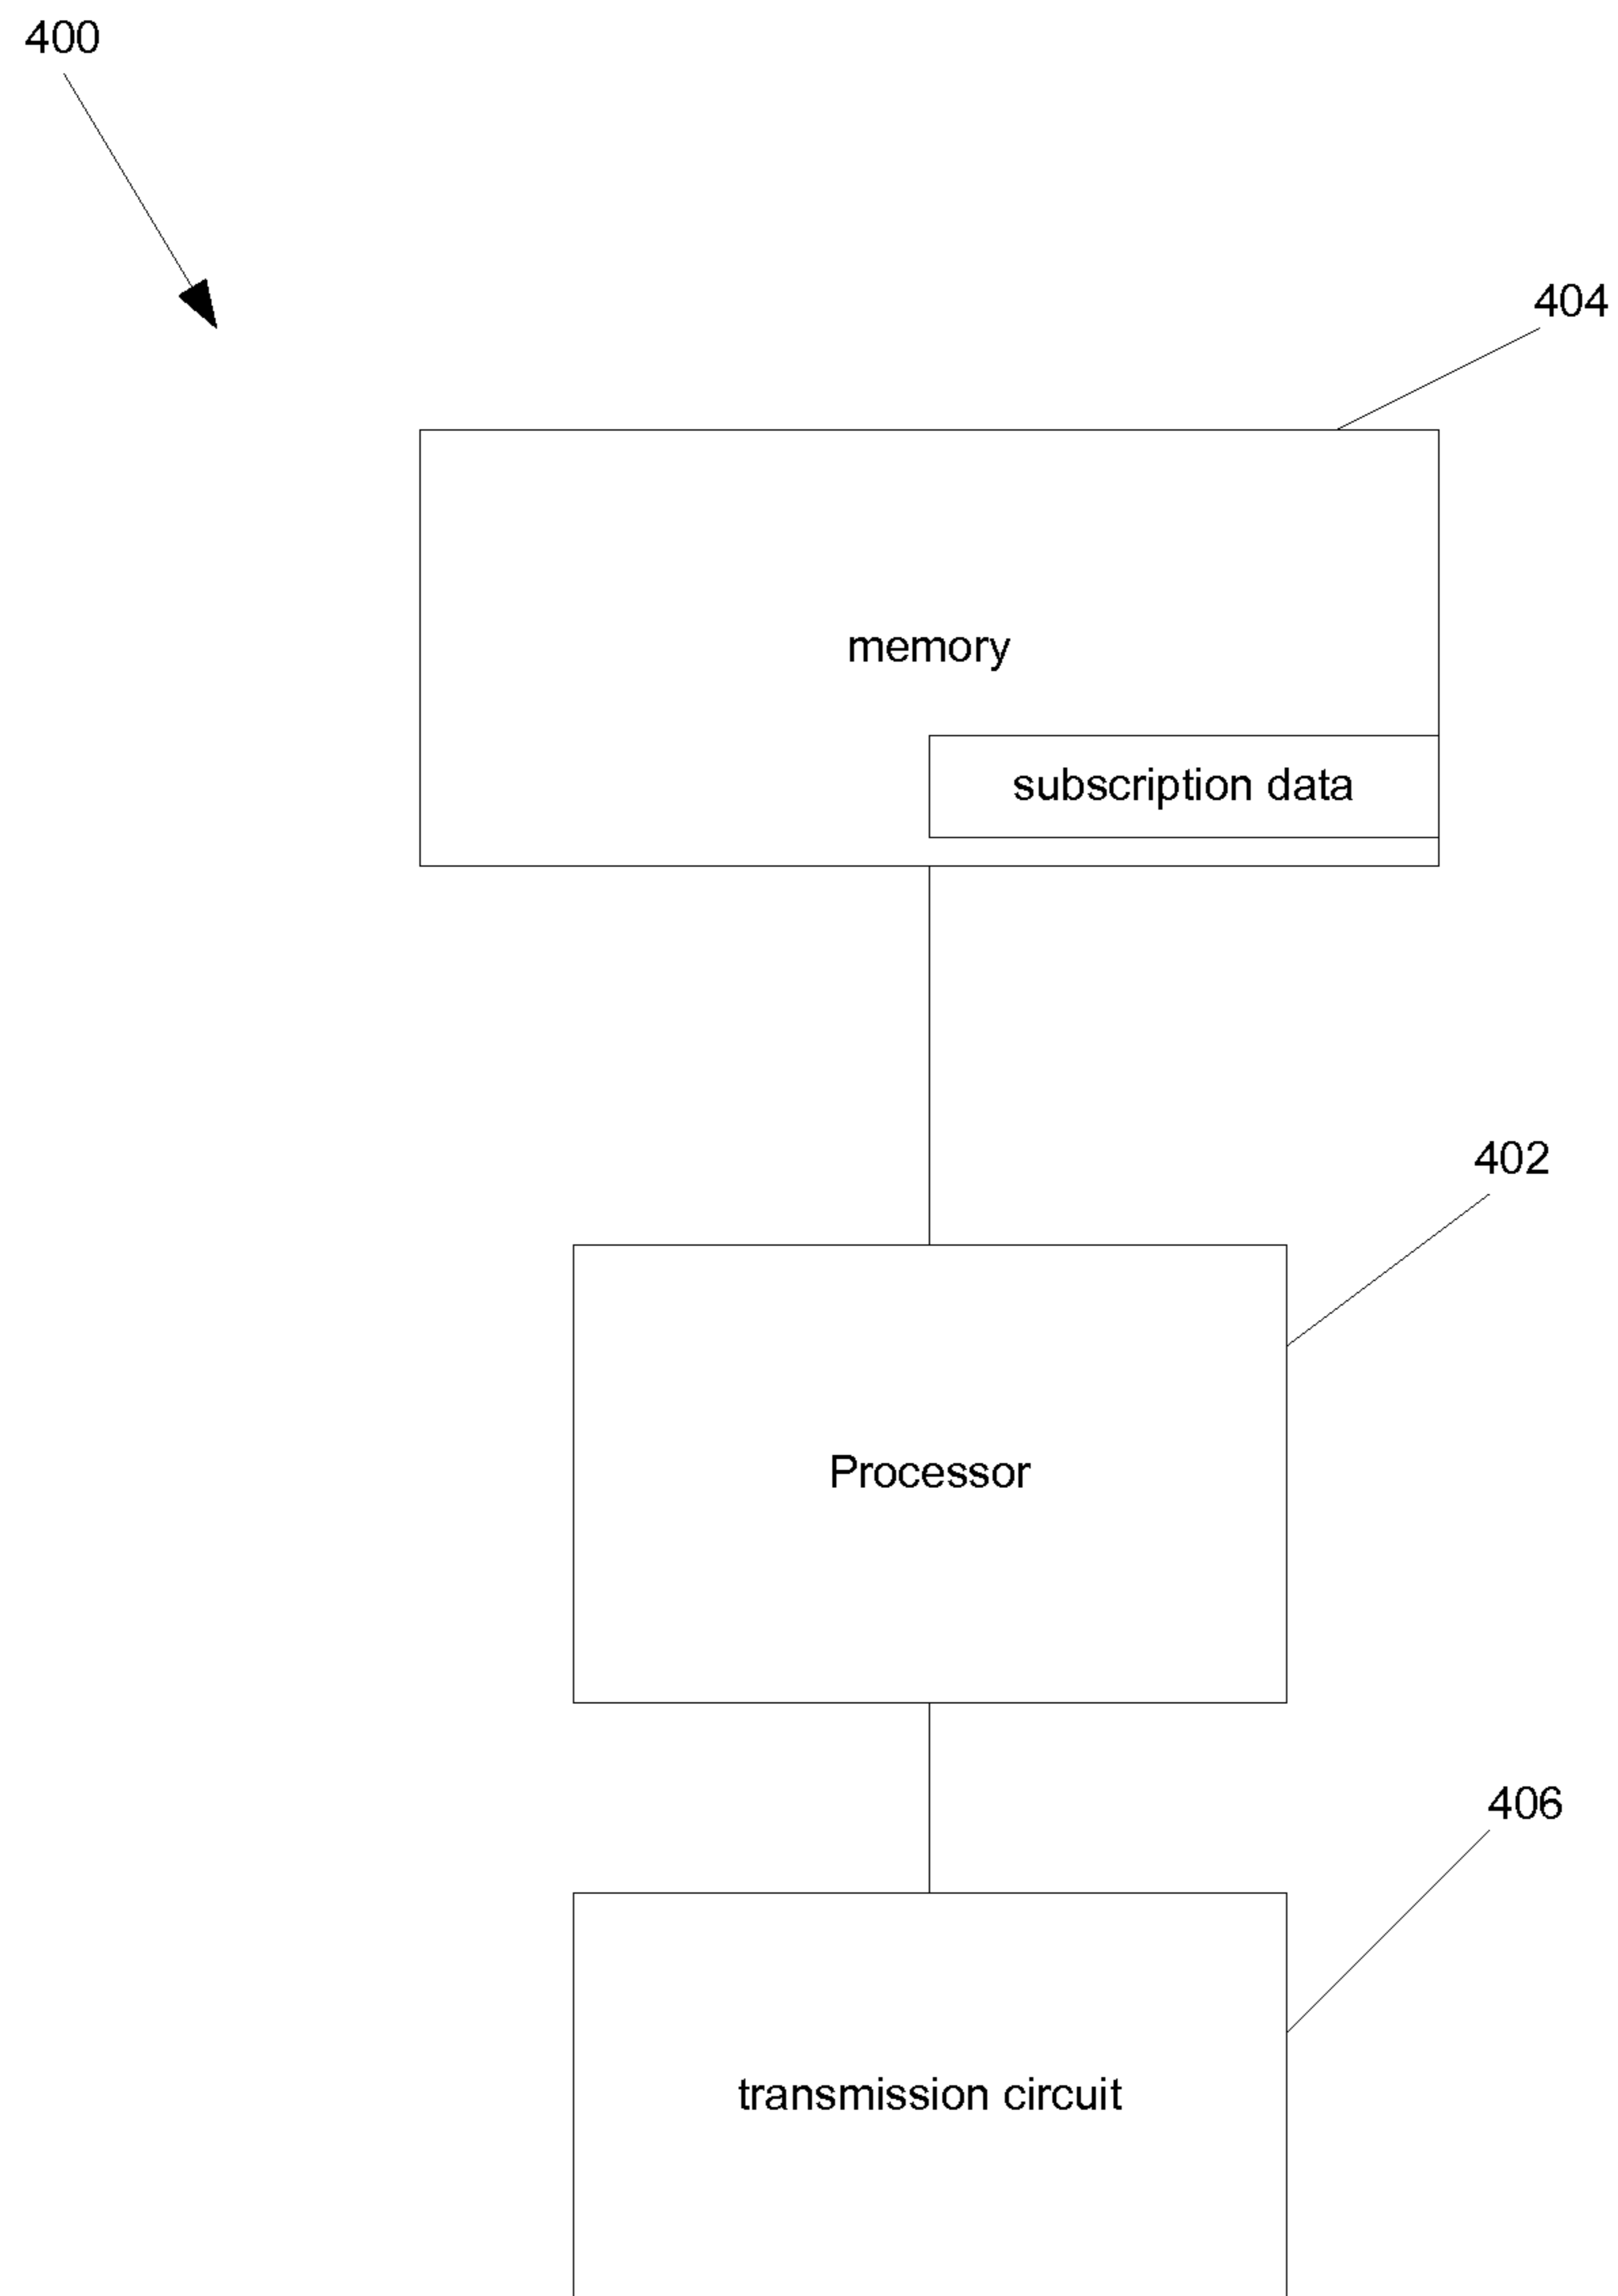 400
404
memory
subscription data
402
Processor
406
transmission circuit